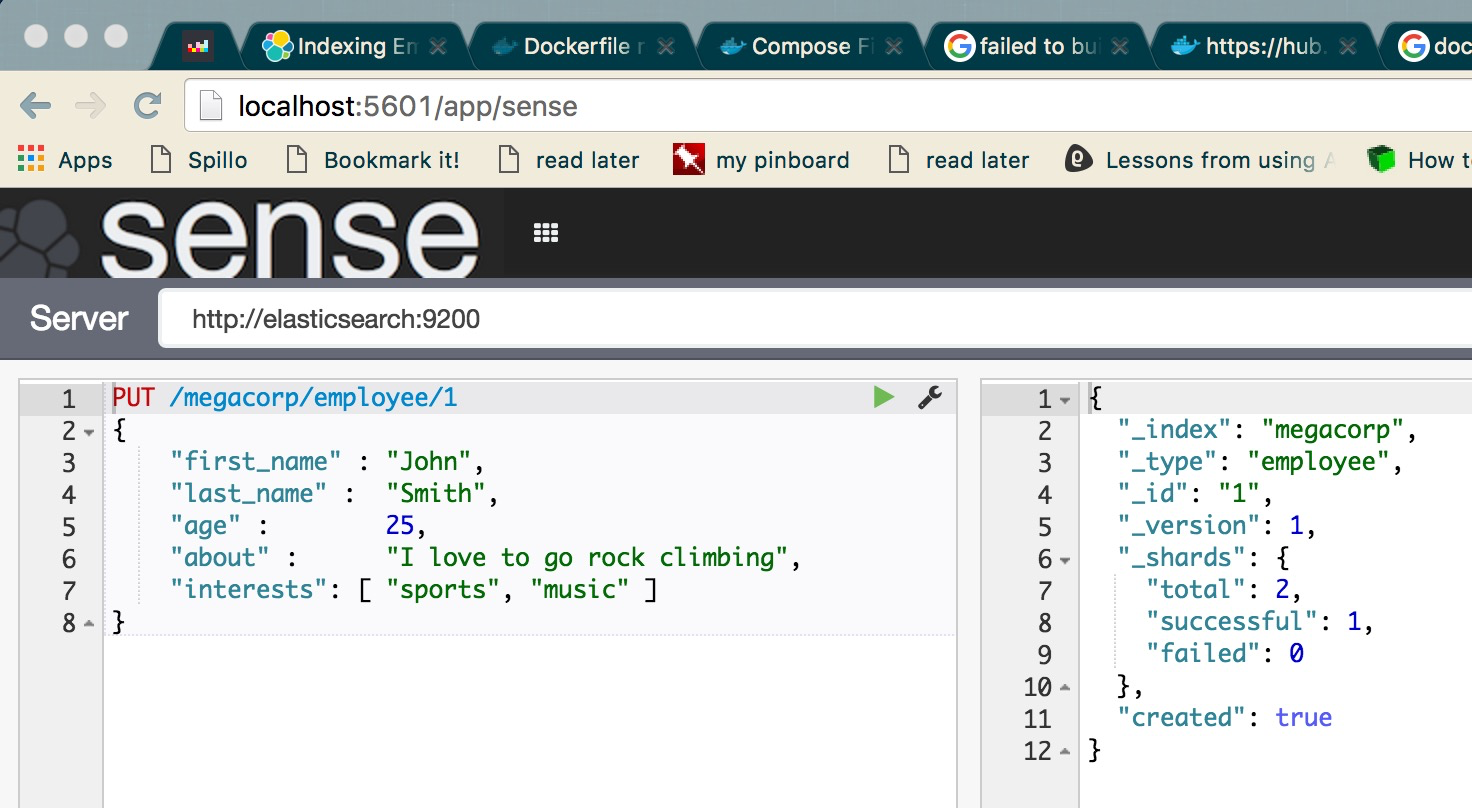 Indexing Em
Dockerfile r
Compose Fi
failed to bui
https://hub.
doc
localhost:5601/app/sense
Apps
Spillo
Bookmark it!
read later
my pinboard
read later
Lessons from using A
How t
sense
Server
http://elasticsearch:9200
1 PUT /megacorp/employee/1
2 {
3 "first_name" : "John",
4 "last_name" : "Smith",
5 "age" : 25,
6 "about" : "I love to go rock climbing",
7 "interests": [ "sports", "music" ]
8 }
1 {
2 "_index": "megacorp",
3 "_type": "employee",
4 "_id": "1",
5 "_version": 1,
6 "_shards": {
7 "total": 2,
8 "successful": 1,
9 "failed": 0
10 },
11 "created": true
12 }